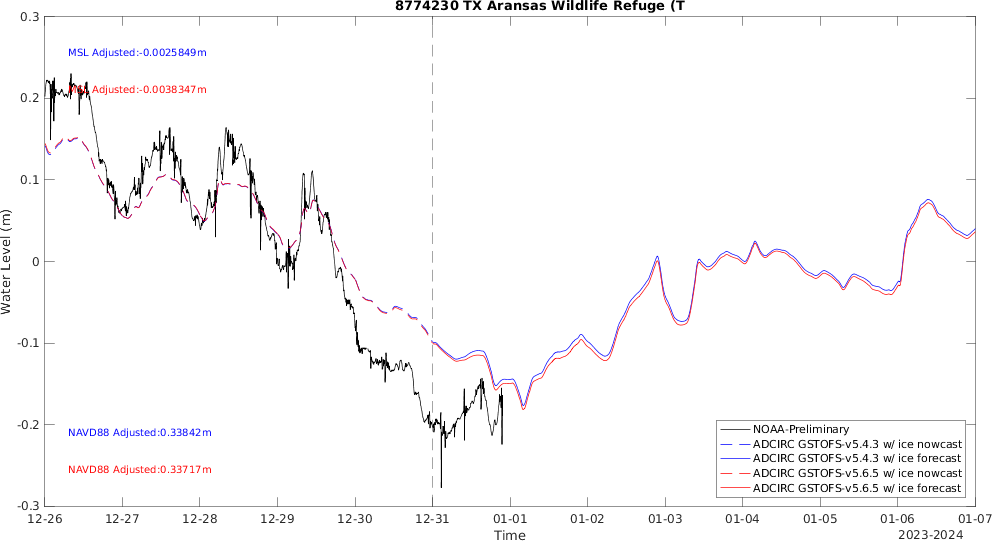 8774230 TX Aransas Wildlife Refuge (T
0.3
0.2
0.1
0
-0.1
-0.2
-0.3
Water Level (m)
MSL Adjusted:-0.0025849m
MSL Adjusted:-0.0038347m
NAVD88 Adjusted:0.33842m
NAVD88 Adjusted:0.33717m
NOAA-Preliminary
ADCIRC GSTOFS-v5.4.3 w/ ice nowcast
ADCIRC GSTOFS-v5.4.3 w/ ice forecast
ADCIRC GSTOFS-v5.6.5 w/ ice nowcast
ADCIRC GSTOFS-v5.6.5 w/ ice forecast
12-26 12-27 12-28 12-29 12-30 12-31 01-01 01-02 01-03 01-04 01-05 01-06 01-07
Time
2023-2024